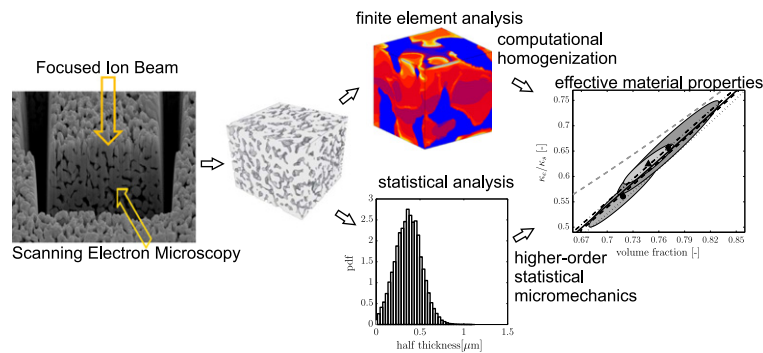 finite element analysis
computational
homogenization
Focused Ion Beam
effective material properties
Scanning Electron Microscopy
statistical analysis
higher-order
statistical
micromechanics
κe/κs [-]
0.75
0.7
0.65
0.6
0.55
0.5
0.67 0.7 0.73 0.76 0.79 0.82 0.85
volume fraction [-]
pdf
3
2.5
2
1.5
1
0.5
0
0 0.5 1 1.5
half thickness[μm]